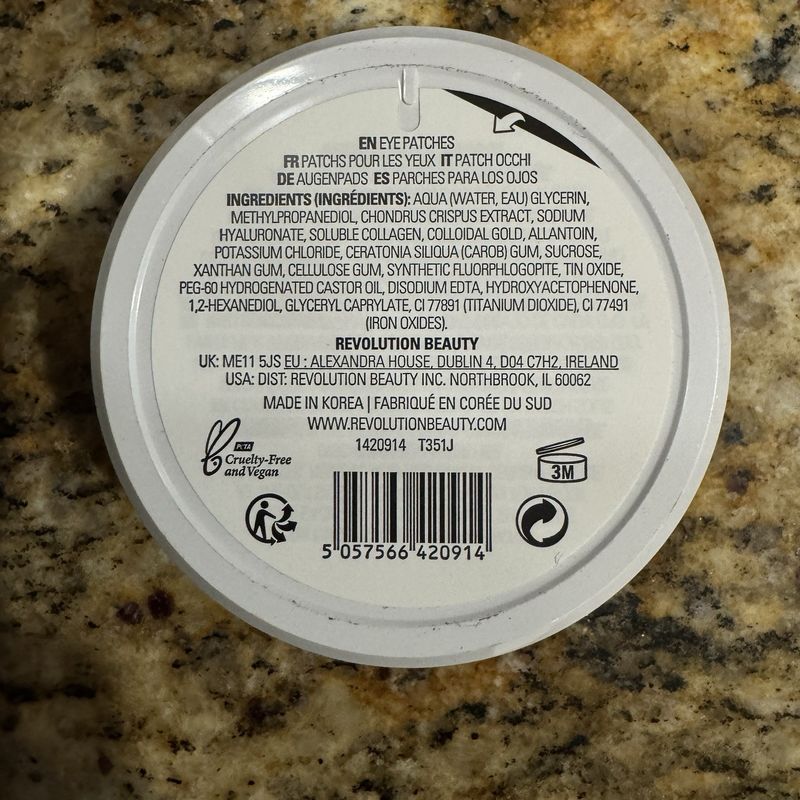 EN EYE PATCHES
FR PATCHS POUR LES YEUX IT PATCH OCCHI
DE AUGENPADS ES PARCHES PARA LOS OJOS
INGREDIENTS (INGRÉDIENTS): AQUA (WATER, EAU) GLYCERIN,
METHYLPROPANEDIOL, CHONDRUS CRISPUS EXTRACT, SODIUM
HYALURONATE, SOLUBLE COLLAGEN, COLLOIDAL GOLD, ALLANTOIN,
POTASSIUM CHLORIDE, CERATONIA SILIQUA (CAROB) GUM, SUCROSE,
XANTHAN GUM, CELLULOSE GUM, SYNTHETIC FLUORPHLOGOPITE, TIN OXIDE,
PEG-60 HYDROGENATED CASTOR OIL, DISODIUM EDTA, HYDROXYACETOPHENONE,
1,2-HEXANEDIOL, GLYCERYL CAPRYLATE, CI 77891 (TITANIUM DIOXIDE), CI 77491
(IRON OXIDES).
REVOLUTION BEAUTY
UK: ME11 5JS EU : ALEXANDRA HOUSE, DUBLIN 4, D04 C7H2, IRELAND
USA: DIST: REVOLUTION BEAUTY INC. NORTHBROOK, IL 60062
MADE IN KOREA | FABRIQUÉ EN CORÉE DU SUD
WWW.REVOLUTIONBEAUTY.COM
1420914 T351J
PETA
Cruelty-Free
and Vegan
3M
5 057566 420914